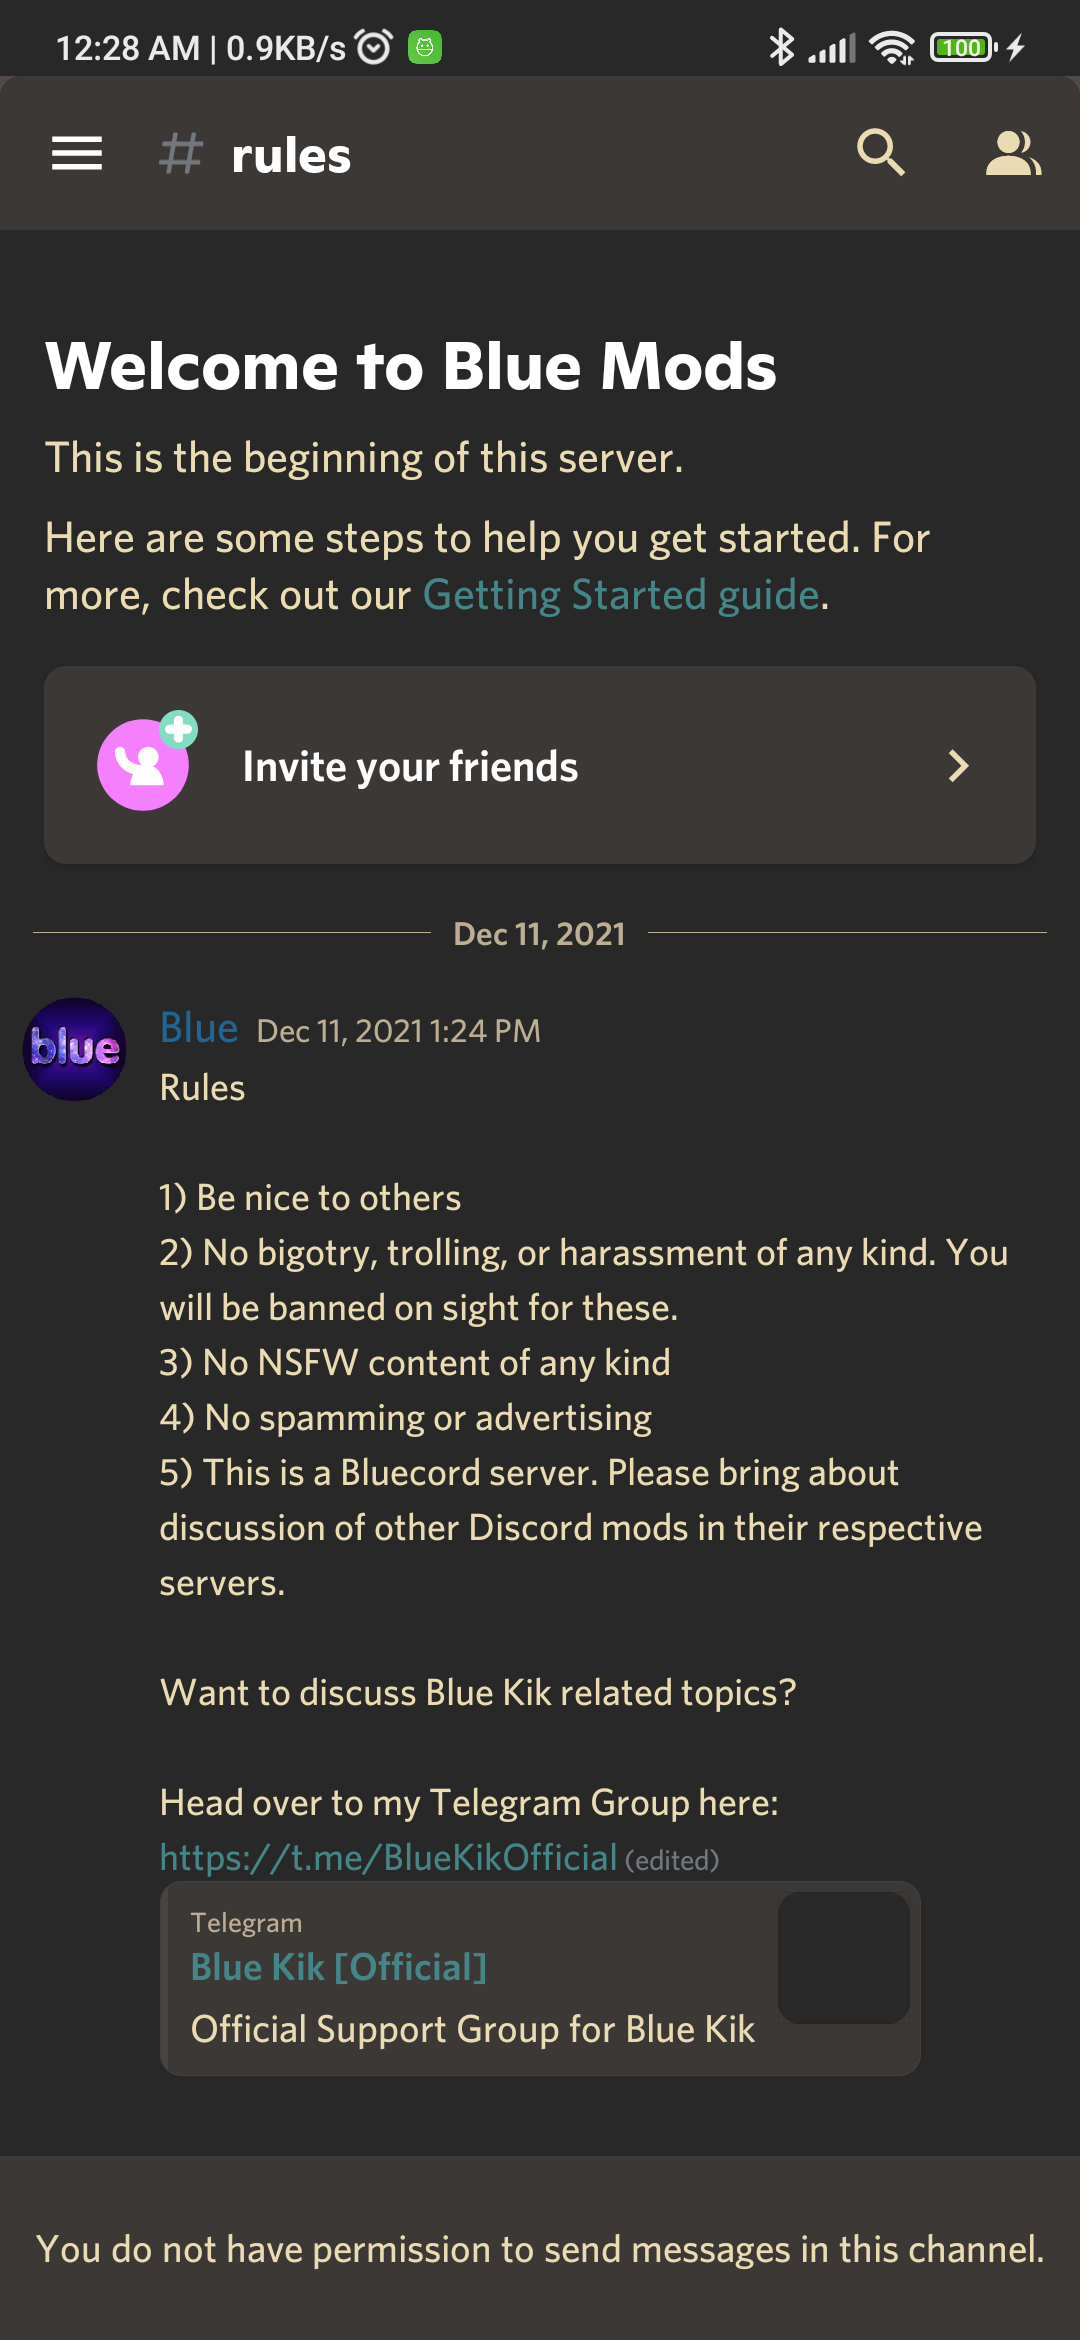 12:28 AM | 0.9KB/s
100
# rules
Welcome to Blue Mods
This is the beginning of this server.
Here are some steps to help you get started. For
more, check out our Getting Started guide.
Invite your friends
Dec 11, 2021
blue
Blue Dec 11, 2021 1:24 PM
Rules
1) Be nice to others
2) No bigotry, trolling, or harassment of any kind. You
will be banned on sight for these.
3) No NSFW content of any kind
4) No spamming or advertising
5) This is a Bluecord server. Please bring about
discussion of other Discord mods in their respective
servers.
Want to discuss Blue Kik related topics?
Head over to my Telegram Group here:
https://t.me/BlueKikOfficial (edited)
Telegram
Blue Kik [Official]
Official Support Group for Blue Kik
You do not have permission to send messages in this channel.